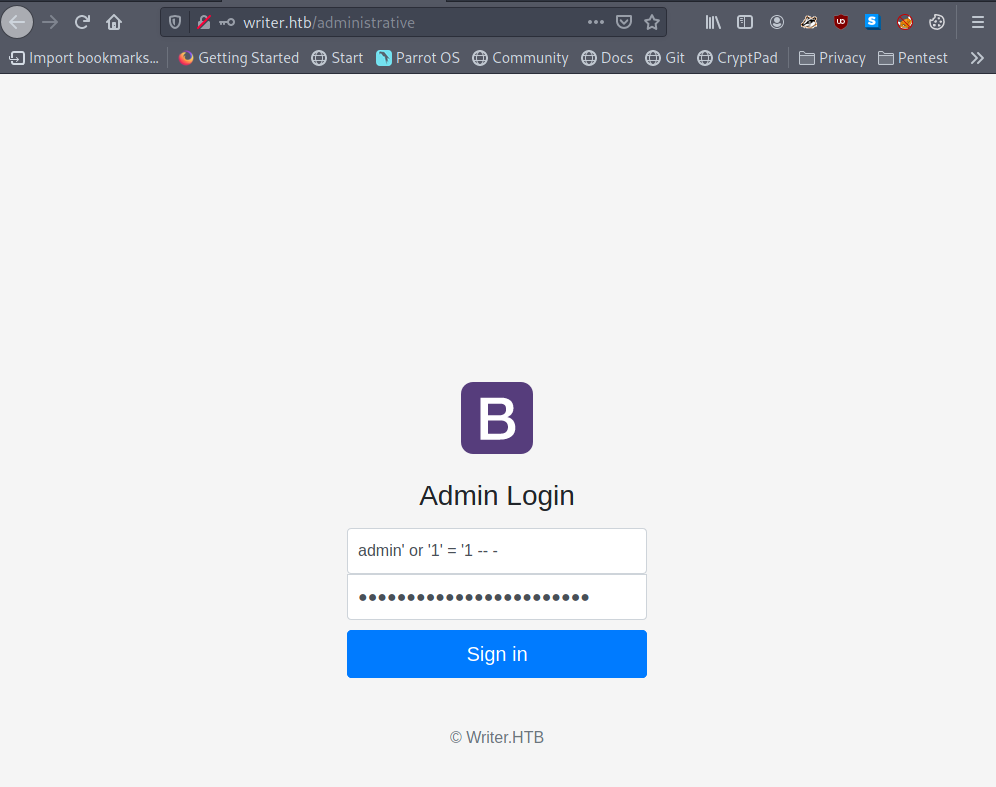 writer.htb/administrative
Import bookmarks... Getting Started Start Parrot OS Community Docs Git CryptPad Privacy Pentest
B
Admin Login
admin' or '1' = '1 -- -
Sign in
© Writer.HTB